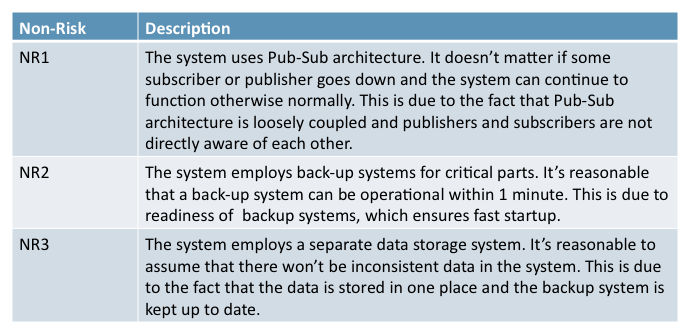 Non-Risk Description
NR1 The system uses Pub-Sub architecture. It doesn’t matter if some
subscriber or publisher goes down and the system can continue to
function otherwise normally. This is due to the fact that Pub-Sub
architecture is loosely coupled and publishers and subscribers are not
directly aware of each other.
NR2 The system employs back-up systems for critical parts. It’s reasonable
that a back-up system can be operational within 1 minute. This is due to
readiness of  backup systems, which ensures fast startup.
NR3 The system employs a separate data storage system. It’s reasonable to
assume that there won’t be inconsistent data in the system. This is due
to the fact that the data is stored in one place and the backup system is
kept up to date.